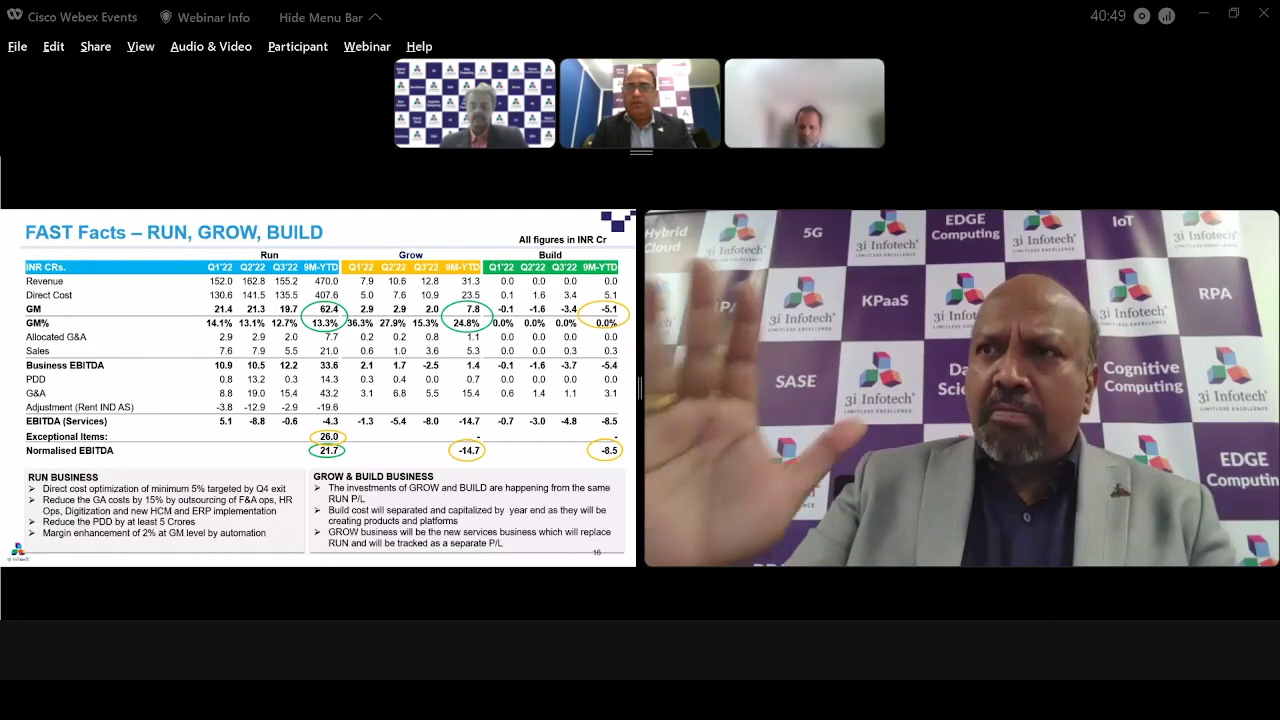 Cisco Webex Events Webinar Info Hide Menu Bar 40:49
File Edit Share View Audio & Video Participant Webinar Help
FAST Facts – RUN, GROW, BUILD
All figures in INR Cr
Run Grow Build
INR CRs. Q1'22 Q2'22 Q3'22 9M-YTD Q1'22 Q2'22 Q3'22 9M-YTD Q1'22 Q2'22 Q3'22 9M-YTD
Revenue 152.0 162.8 155.2 470.0 7.9 10.6 12.8 31.3 0.0 0.0 0.0 0.0
Direct Cost 130.6 141.5 135.5 407.6 5.0 7.6 10.9 23.5 0.1 1.6 3.4 5.1
GM 21.4 21.3 19.7 62.4 2.9 2.9 2.0 7.8 -0.1 -1.6 -3.4 -5.1
GM% 14.1% 13.1% 12.7% 13.3% 36.3% 27.9% 15.3% 24.8% 0.0% 0.0% 0.0% 0.0%
Allocated G&A 2.9 2.9 2.0 7.7 0.2 0.2 0.8 1.1 0.0 0.0 0.0 0.0
Sales 7.6 7.9 5.5 21.0 0.6 1.0 3.6 5.3 0.0 0.0 0.3 0.3
Business EBITDA 10.9 10.5 12.2 33.6 2.1 1.7 -2.5 1.4 -0.1 -1.6 -3.7 -5.4
PDD 0.8 13.2 0.3 14.3 0.3 0.4 0.0 0.7 0.0 0.0 0.0 0.0
G&A 8.8 19.0 15.4 43.2 3.1 6.8 5.5 15.4 0.6 1.4 1.1 3.1
Adjustment (Rent IND AS) -3.8 -12.9 -2.9 -19.6
EBITDA (Services) 5.1 -8.8 -0.6 -4.3 -1.3 -5.4 -8.0 -14.7 -0.7 -3.0 -4.8 -8.5
Exceptional Items: 26.0 - -
Normalised EBITDA 21.7 -14.7 -8.5
RUN BUSINESS
Direct cost optimization of minimum 5% targeted by Q4 exit
Reduce the GA costs by 15% by outsourcing of F&A ops, HR
Ops, Digitization and new HCM and ERP implementation
Reduce the PDD by at least 5 Crores
Margin enhancement of 2% at GM level by automation
GROW & BUILD BUSINESS
The investments of GROW and BUILD are happening from the same
RUN P/L
Build cost will separated and capitalized by year end as they will be
creating products and platforms
GROW business will be the new services business which will replace
RUN and will be tracked as a separate P/L
16
Hybrid
Cloud
3i Infotech
LIMITLESS EXCELLENCE
5G
3i Infotech
LIMITLESS EXCELLENCE
EDGE
Computing
3i Infotech
LIMITLESS EXCELLENCE
IoT
3i Infotech
LIMITLESS EXCELLENCE
KPaaS
RPA
SASE
3i Infotech
LIMITLESS EXCELLENCE
Cognitive
Computing
3i Infotech
LIMITLESS EXCELLENCE
EDGE